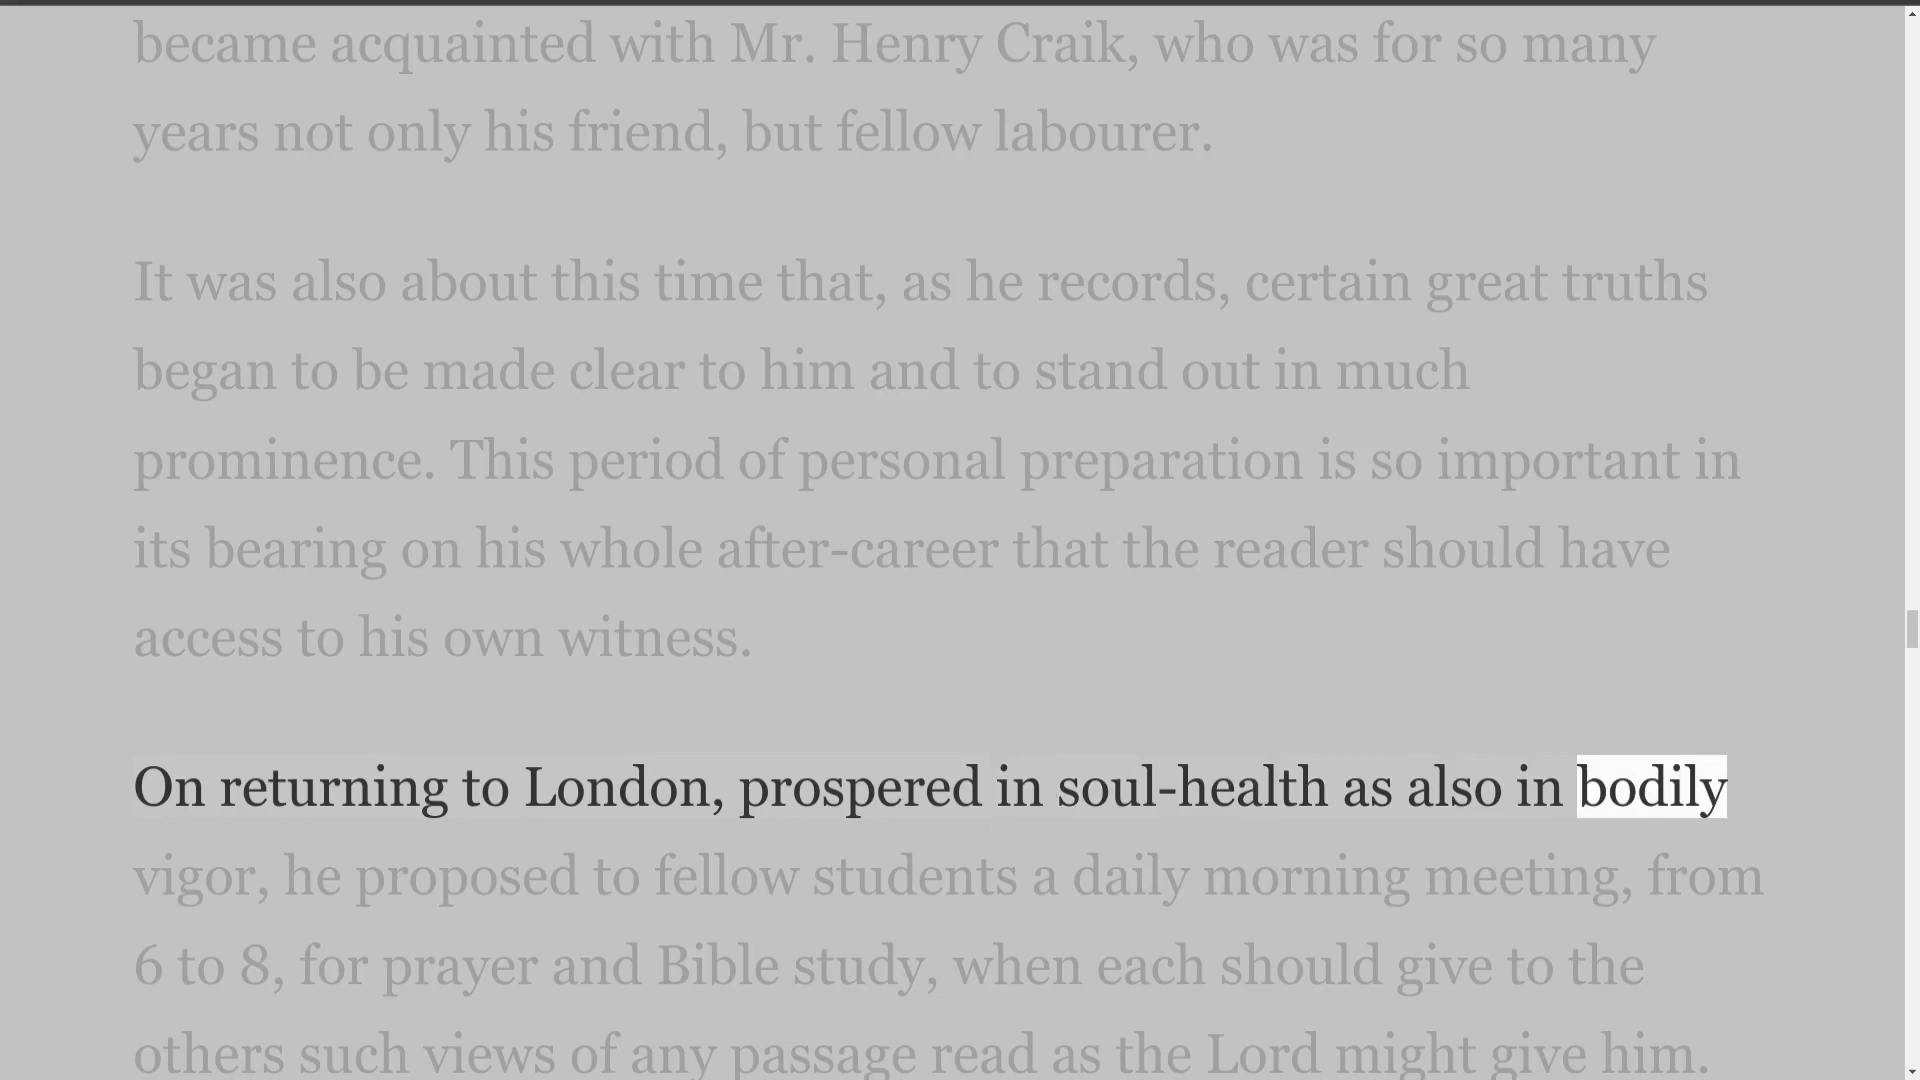 became acquainted with Mr. Henry Craik, who was for so many
years not only his friend, but fellow labourer.
It was also about this time that, as he records, certain great truths
began to be made clear to him and to stand out in much
prominence. This period of personal preparation is so important in
its bearing on his whole after-career that the reader should have
access to his own witness.
On returning to London, prospered in soul-health as also in bodily
vigor, he proposed to fellow students a daily morning meeting, from
6 to 8, for prayer and Bible study, when each should give to the
others such views of any passage read as the Lord might give him.